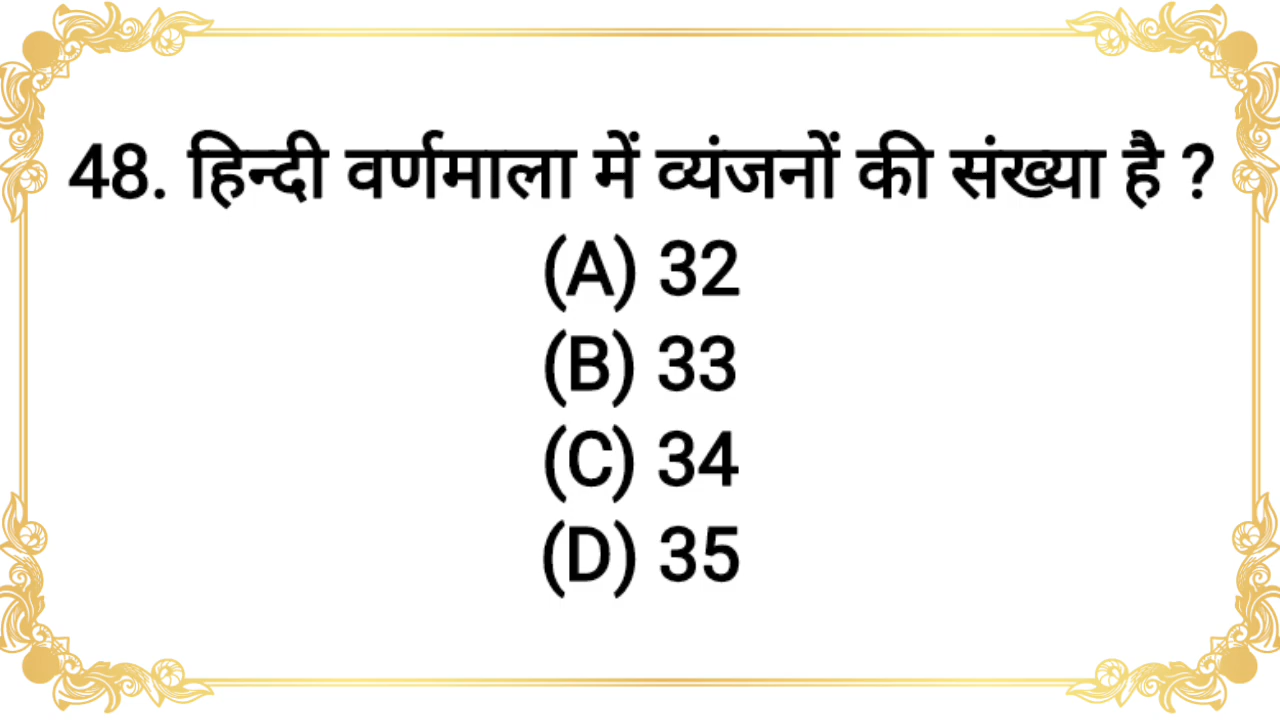 48. हिन्दी वर्णमाला में व्यंजनों की संख्या है ?
(A) 32
(B) 33
(C) 34
(D) 35